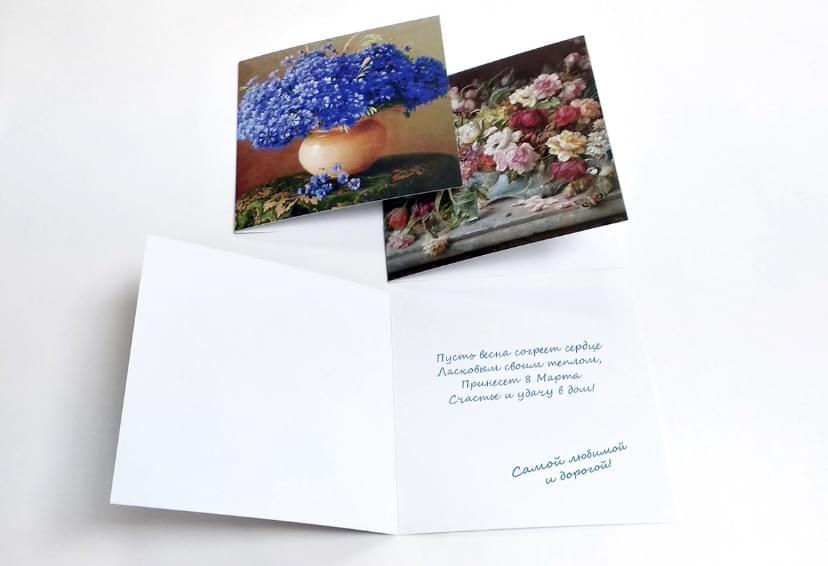 Пусть весна согреет сердце
Ласковым своим теплом,
Принесет 8 Марта
Счастье и удачу в дом!
Самой любимой
и дорогой!